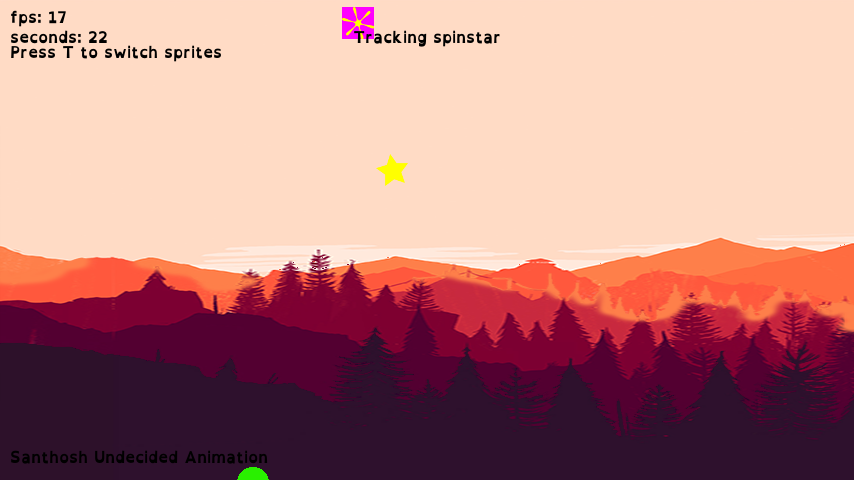 fps: 17
seconds: 22
Tracking spinstar
Press T to switch sprites
Santhosh Undecided Animation